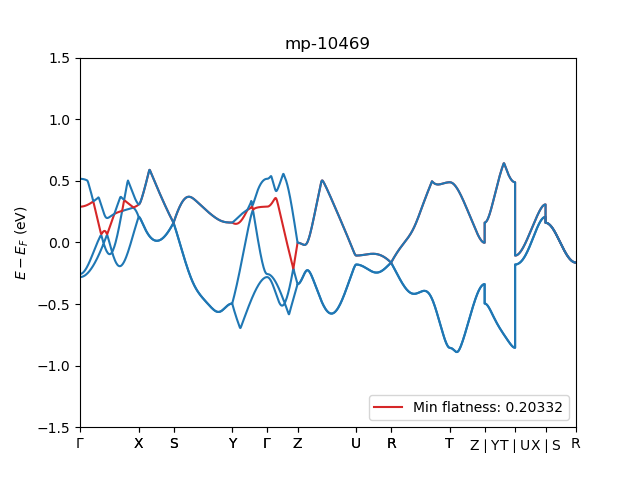 mp-10469
1.5
1.0
0.5
0.0
−0.5
−1.0
−1.5
E − E_F (eV)
Min flatness: 0.20332
Γ X S Y Γ Z U R T Z | YT | UX | S R